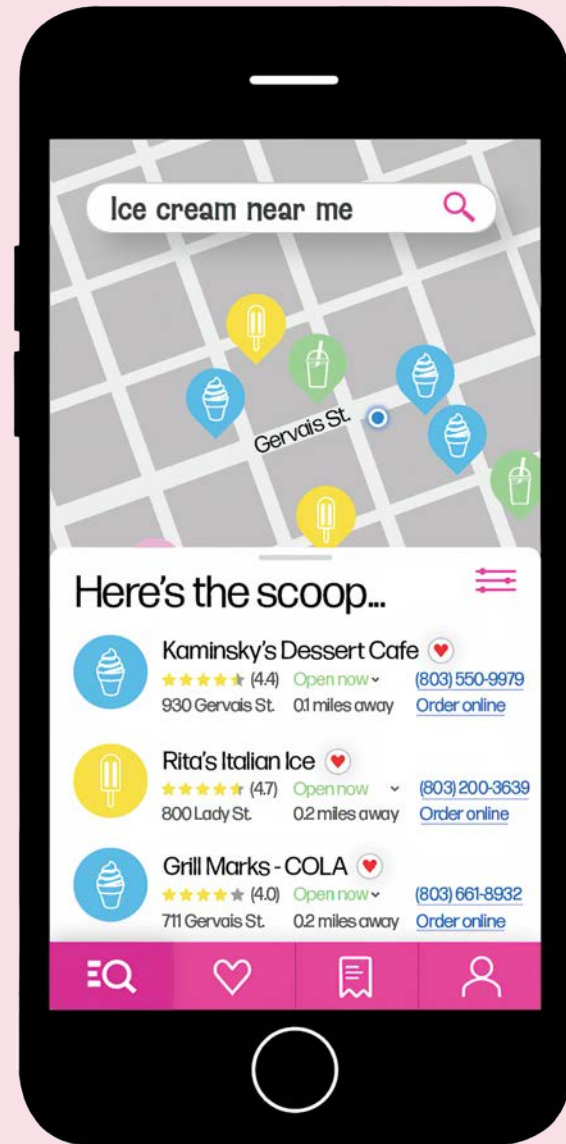 Ice cream near me
Gervais St.
Here's the scoop...
Kaminsky's Dessert Cafe
(4.4) Open now (803) 550-9979
930 Gervais St. 0.1 miles away Order online
Rita's Italian Ice
(4.7) Open now (803) 200-3639
800 Lady St. 0.2 miles away Order online
Grill Marks - COLA
(4.0) Open now (803) 661-8932
711 Gervais St. 0.2 miles away Order online